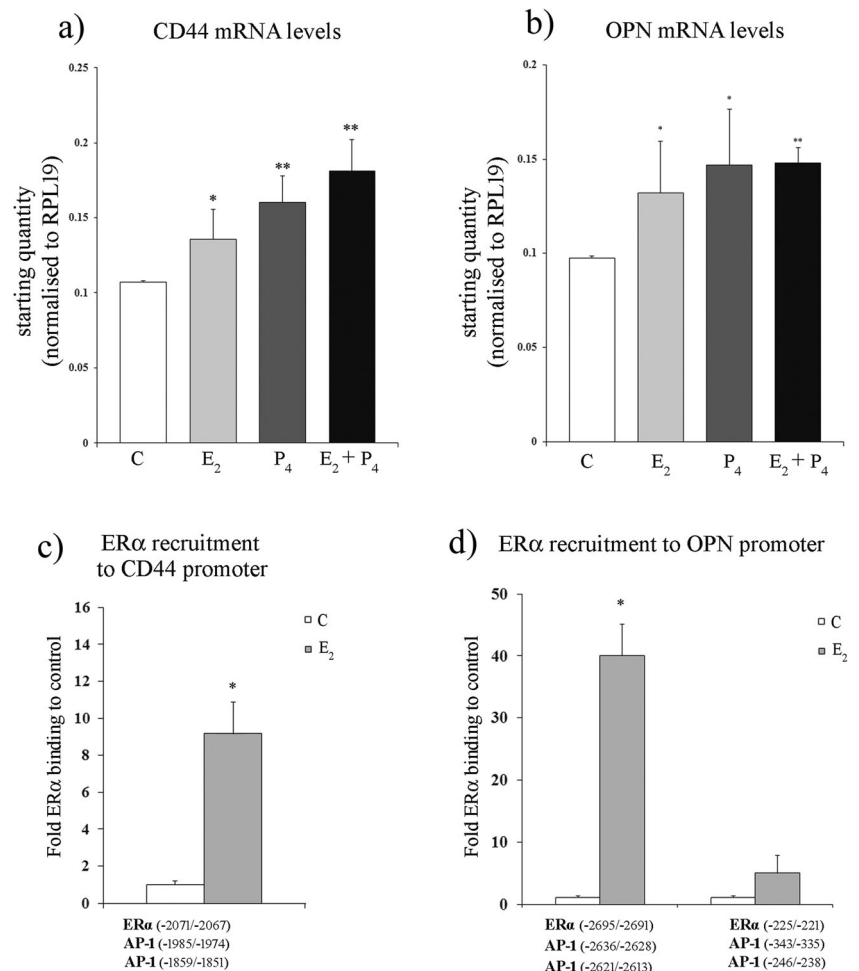 a)
CD44 mRNA levels
starting quantity
(normalised to RPL19)
0.25
0.2
0.15
0.1
0.05
0
*
**
**
C
E₂
P₄
E₂ + P₄
b)
OPN mRNA levels
starting quantity
(normalised to RPL19)
0.2
0.15
0.1
0.05
0
*
*
**
C
E₂
P₄
E₂ + P₄
c)
ERα recruitment
to CD44 promoter
Fold ERα binding to control
16
14
12
10
8
6
4
2
0
*
C
E₂
ERα (-2071/-2067)
AP-1 (-1985/-1974)
AP-1 (-1859/-1851)
d)
ERα recruitment to OPN promoter
Fold ERα binding to control
50
40
30
20
10
0
*
C
E₂
ERα (-2695/-2691)
AP-1 (-2636/-2628)
AP-1 (-2621/-2613)
ERα (-225/-221)
AP-1 (-343/-335)
AP-1 (-246/-238)